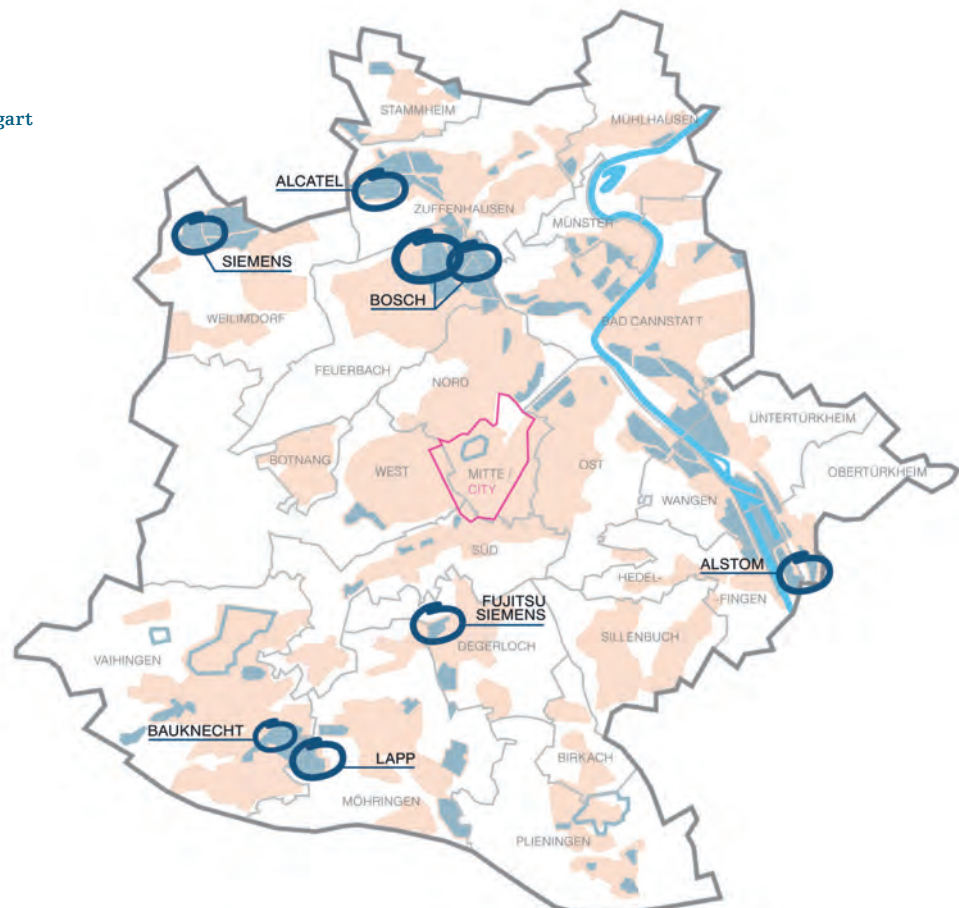 gart
STAMMHEIM
MÜHLHAUSEN
ALCATEL
ZUFFENHAUSEN
MÜNSTER
SIEMENS
BOSCH
WEILIMDORF
BAD CANNSTATT
FEUERBACH
NORD
UNTERTÜRKHEIM
BOTNANG
WEST
MITTE /
CITY
OST
OBERTÜRKHEIM
WANGEN
SÜD
ALSTOM
HEDEL-
-FINGEN
FUJITSU
SIEMENS
DEGERLOCH
SILLENBUCH
VAIHINGEN
BAUKNECHT
LAPP
BIRKACH
MÖHRINGEN
PLIENINGEN